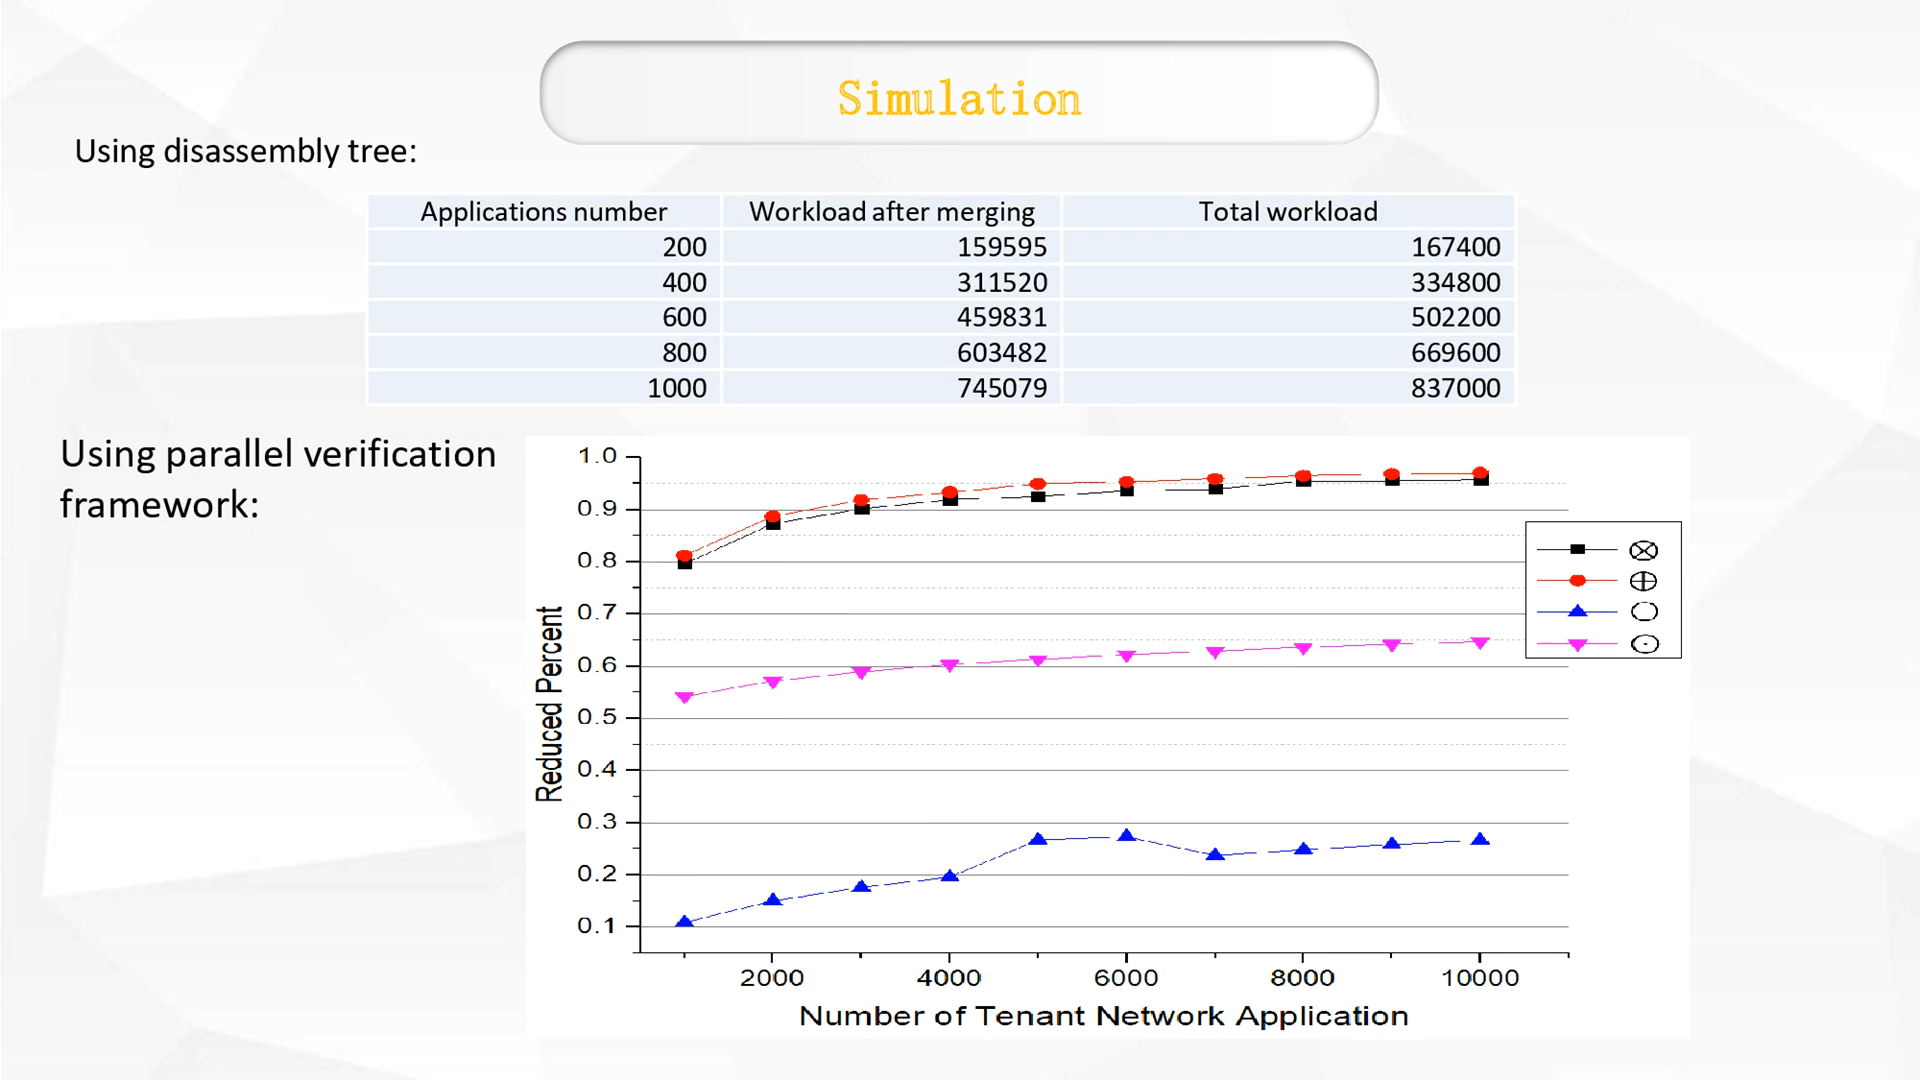 Simulation
Using disassembly tree:
Applications number Workload after merging Total workload
200 159595 167400
400 311520 334800
600 459831 502200
800 603482 669600
1000 745079 837000
Using parallel verification
framework:
1.0
0.9
0.8
0.7
0.6
0.5
0.4
0.3
0.2
0.1
Reduced Percent
2000 4000 6000 8000 10000
Number of Tenant Network Application